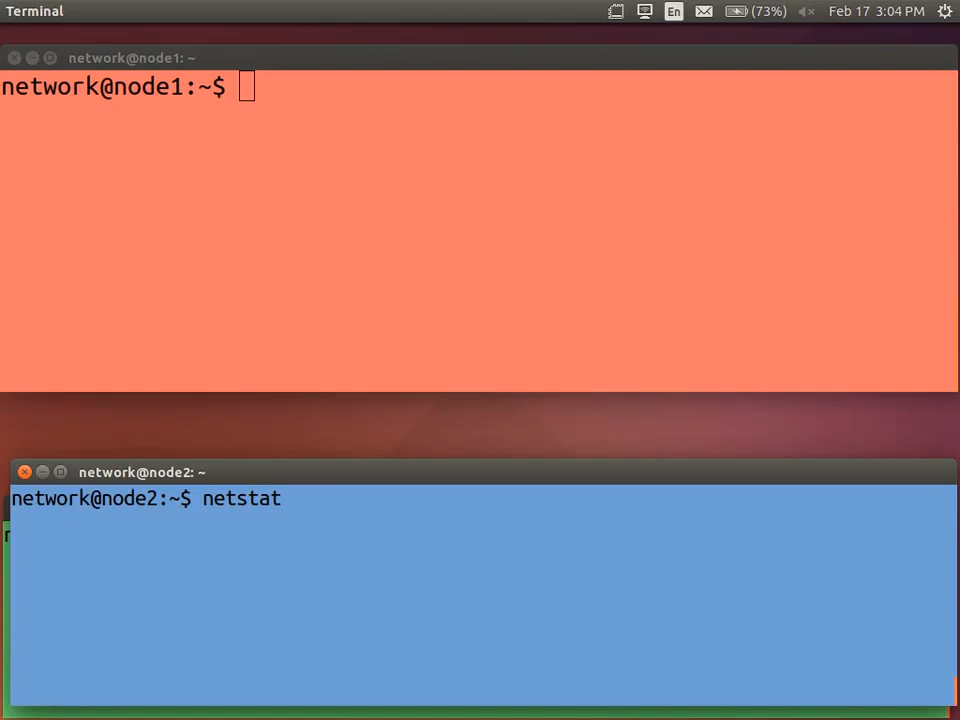 Terminal
En
(73%)
Feb 17 3:04 PM
network@node1: ~
network@node1:~$
network@node2: ~
network@node2:~$ netstat